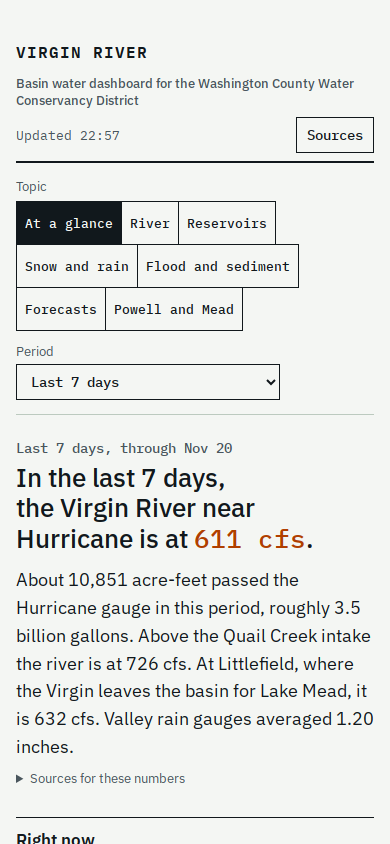 VIRGIN RIVER
Basin water dashboard for the Washington County Water
Conservancy District
Updated 22:57
Sources
Topic
At a glance
River
Reservoirs
Snow and rain
Flood and sediment
Forecasts
Powell and Mead
Period
Last 7 days
Last 7 days, through Nov 20
In the last 7 days,
the Virgin River near
Hurricane is at 611 cfs.
About 10,851 acre-feet passed the
Hurricane gauge in this period, roughly 3.5
billion gallons. Above the Quail Creek intake
the river is at 726 cfs. At Littlefield, where
the Virgin leaves the basin for Lake Mead, it
is 632 cfs. Valley rain gauges averaged 1.20
inches.
Sources for these numbers
Right now